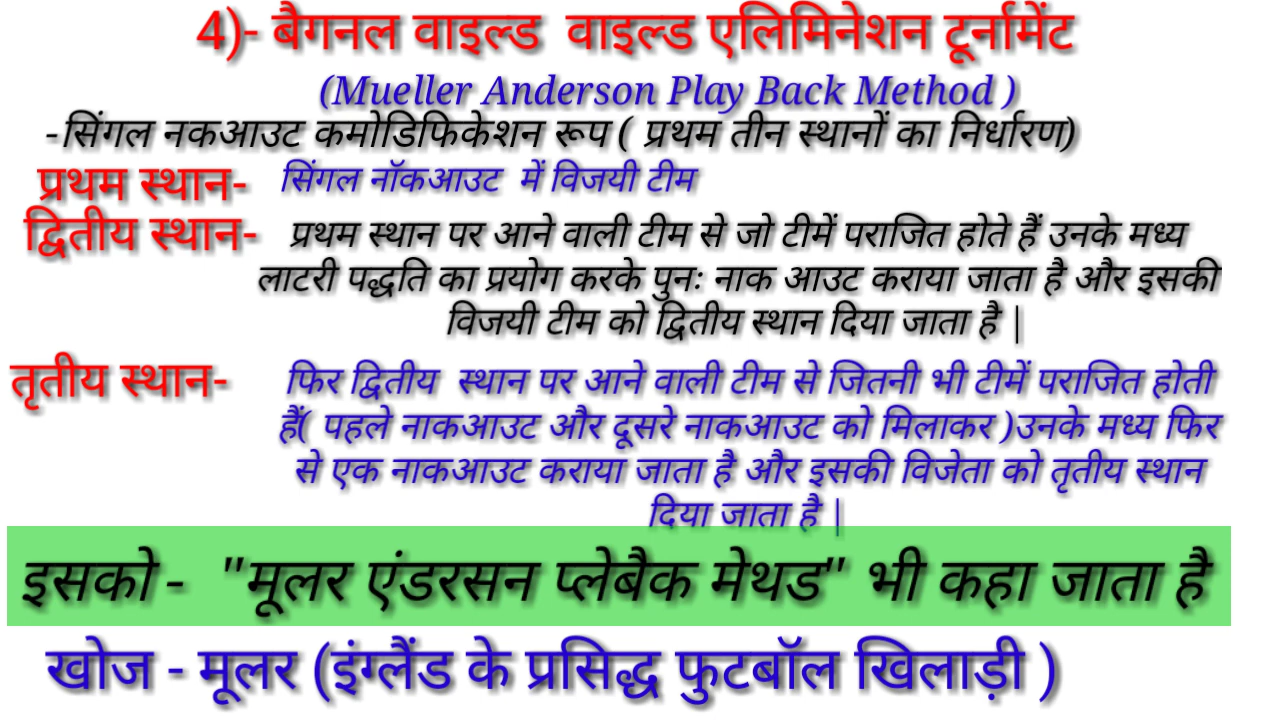 4)- बैगनल वाइल्ड वाइल्ड एलिमिनेशन टूर्नामेंट
(Mueller Anderson Play Back Method )
-सिंगल नकआउट कमोडिफिकेशन रूप ( प्रथम तीन स्थानों का निर्धारण)
प्रथम स्थान- सिंगल नॉकआउट में विजयी टीम
द्वितीय स्थान- प्रथम स्थान पर आने वाली टीम से जो टीमें पराजित होते हैं उनके मध्य
लाटरी पद्धति का प्रयोग करके पुनः नाक आउट कराया जाता है और इसकी
विजयी टीम को द्वितीय स्थान दिया जाता है |
तृतीय स्थान- फिर द्वितीय स्थान पर आने वाली टीम से जितनी भी टीमें पराजित होती
हैं( पहले नाकआउट और दूसरे नाकआउट को मिलाकर )उनके मध्य फिर
से एक नाकआउट कराया जाता है और इसकी विजेता को तृतीय स्थान
दिया जाता है |
इसको - "मूलर एंडरसन प्लेबैक मेथड" भी कहा जाता है
खोज - मूलर (इंग्लैंड के प्रसिद्ध फुटबॉल खिलाड़ी )